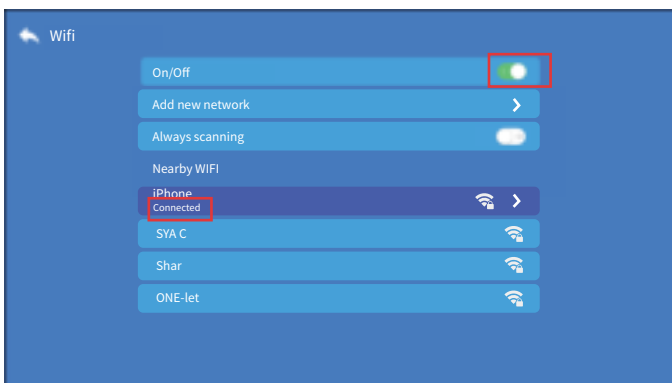 Wifi
On/Off
Add new network
Always scanning
Nearby WIFI
iPhone
Connected
SYA C
Shar
ONE-let